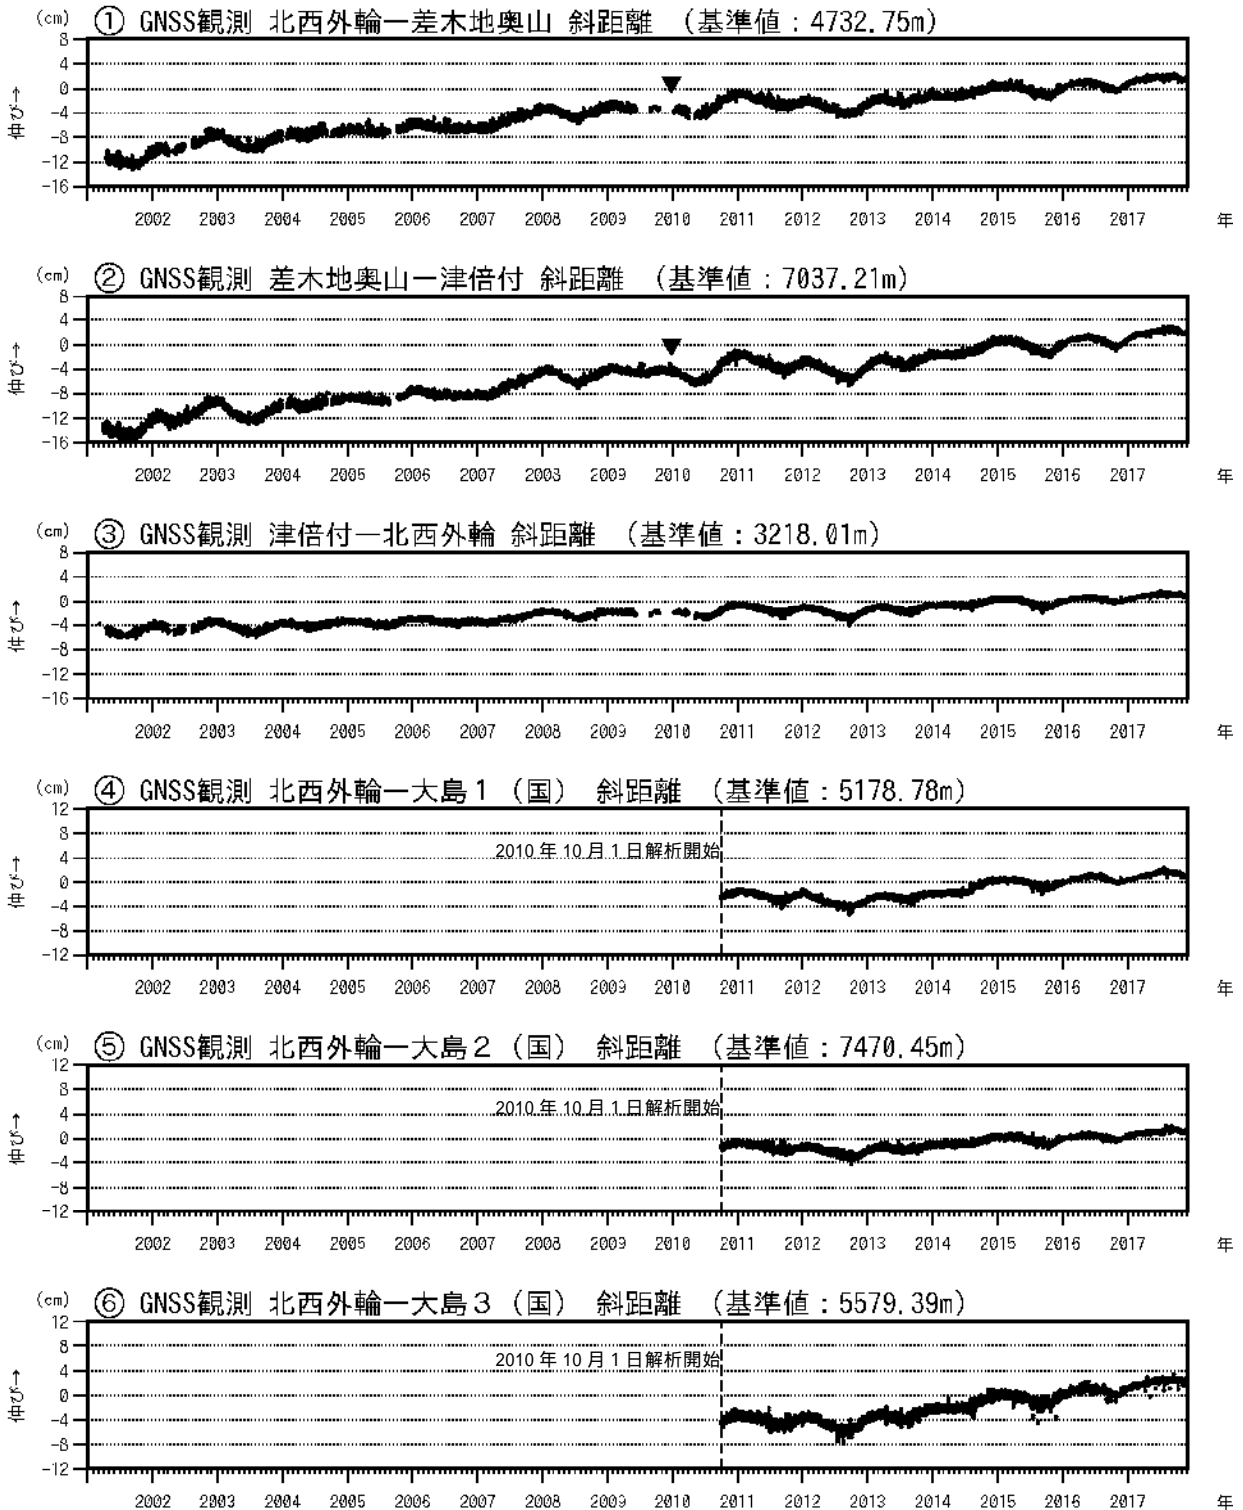 (cm) ① GNSS観測 北西外輪ー差木地奥山 斜距離 (基準値:4732.75m)
8
4
0
-4
-8
-12
-16
伸び→
2002 2003 2004 2005 2006 2007 2008 2009 2010 2011 2012 2013 2014 2015 2016 2017 年
(cm) ② GNSS観測 差木地奥山ー津倍付 斜距離 (基準値:7037.21m)
8
4
0
-4
-8
-12
-16
伸び→
2002 2003 2004 2005 2006 2007 2008 2009 2010 2011 2012 2013 2014 2015 2016 2017 年
(cm) ③ GNSS観測 津倍付ー北西外輪 斜距離 (基準値:3218.01m)
8
4
0
-4
-8
-12
-16
伸び→
2002 2003 2004 2005 2006 2007 2008 2009 2010 2011 2012 2013 2014 2015 2016 2017 年
(cm) ④ GNSS観測 北西外輪ー大島1(国) 斜距離 (基準値:5178.78m)
12
8
4
0
-4
-8
-12
伸び→
2010年10月1日解析開始
2002 2003 2004 2005 2006 2007 2008 2009 2010 2011 2012 2013 2014 2015 2016 2017 年
(cm) ⑤ GNSS観測 北西外輪ー大島2(国) 斜距離 (基準値:7470.45m)
12
8
4
0
-4
-8
-12
伸び→
2010年10月1日解析開始
2002 2003 2004 2005 2006 2007 2008 2009 2010 2011 2012 2013 2014 2015 2016 2017 年
(cm) ⑥ GNSS観測 北西外輪ー大島3(国) 斜距離 (基準値:5579.39m)
12
8
4
0
-4
-8
-12
伸び→
2010年10月1日解析開始
2002 2003 2004 2005 2006 2007 2008 2009 2010 2011 2012 2013 2014 2015 2016 2017 年